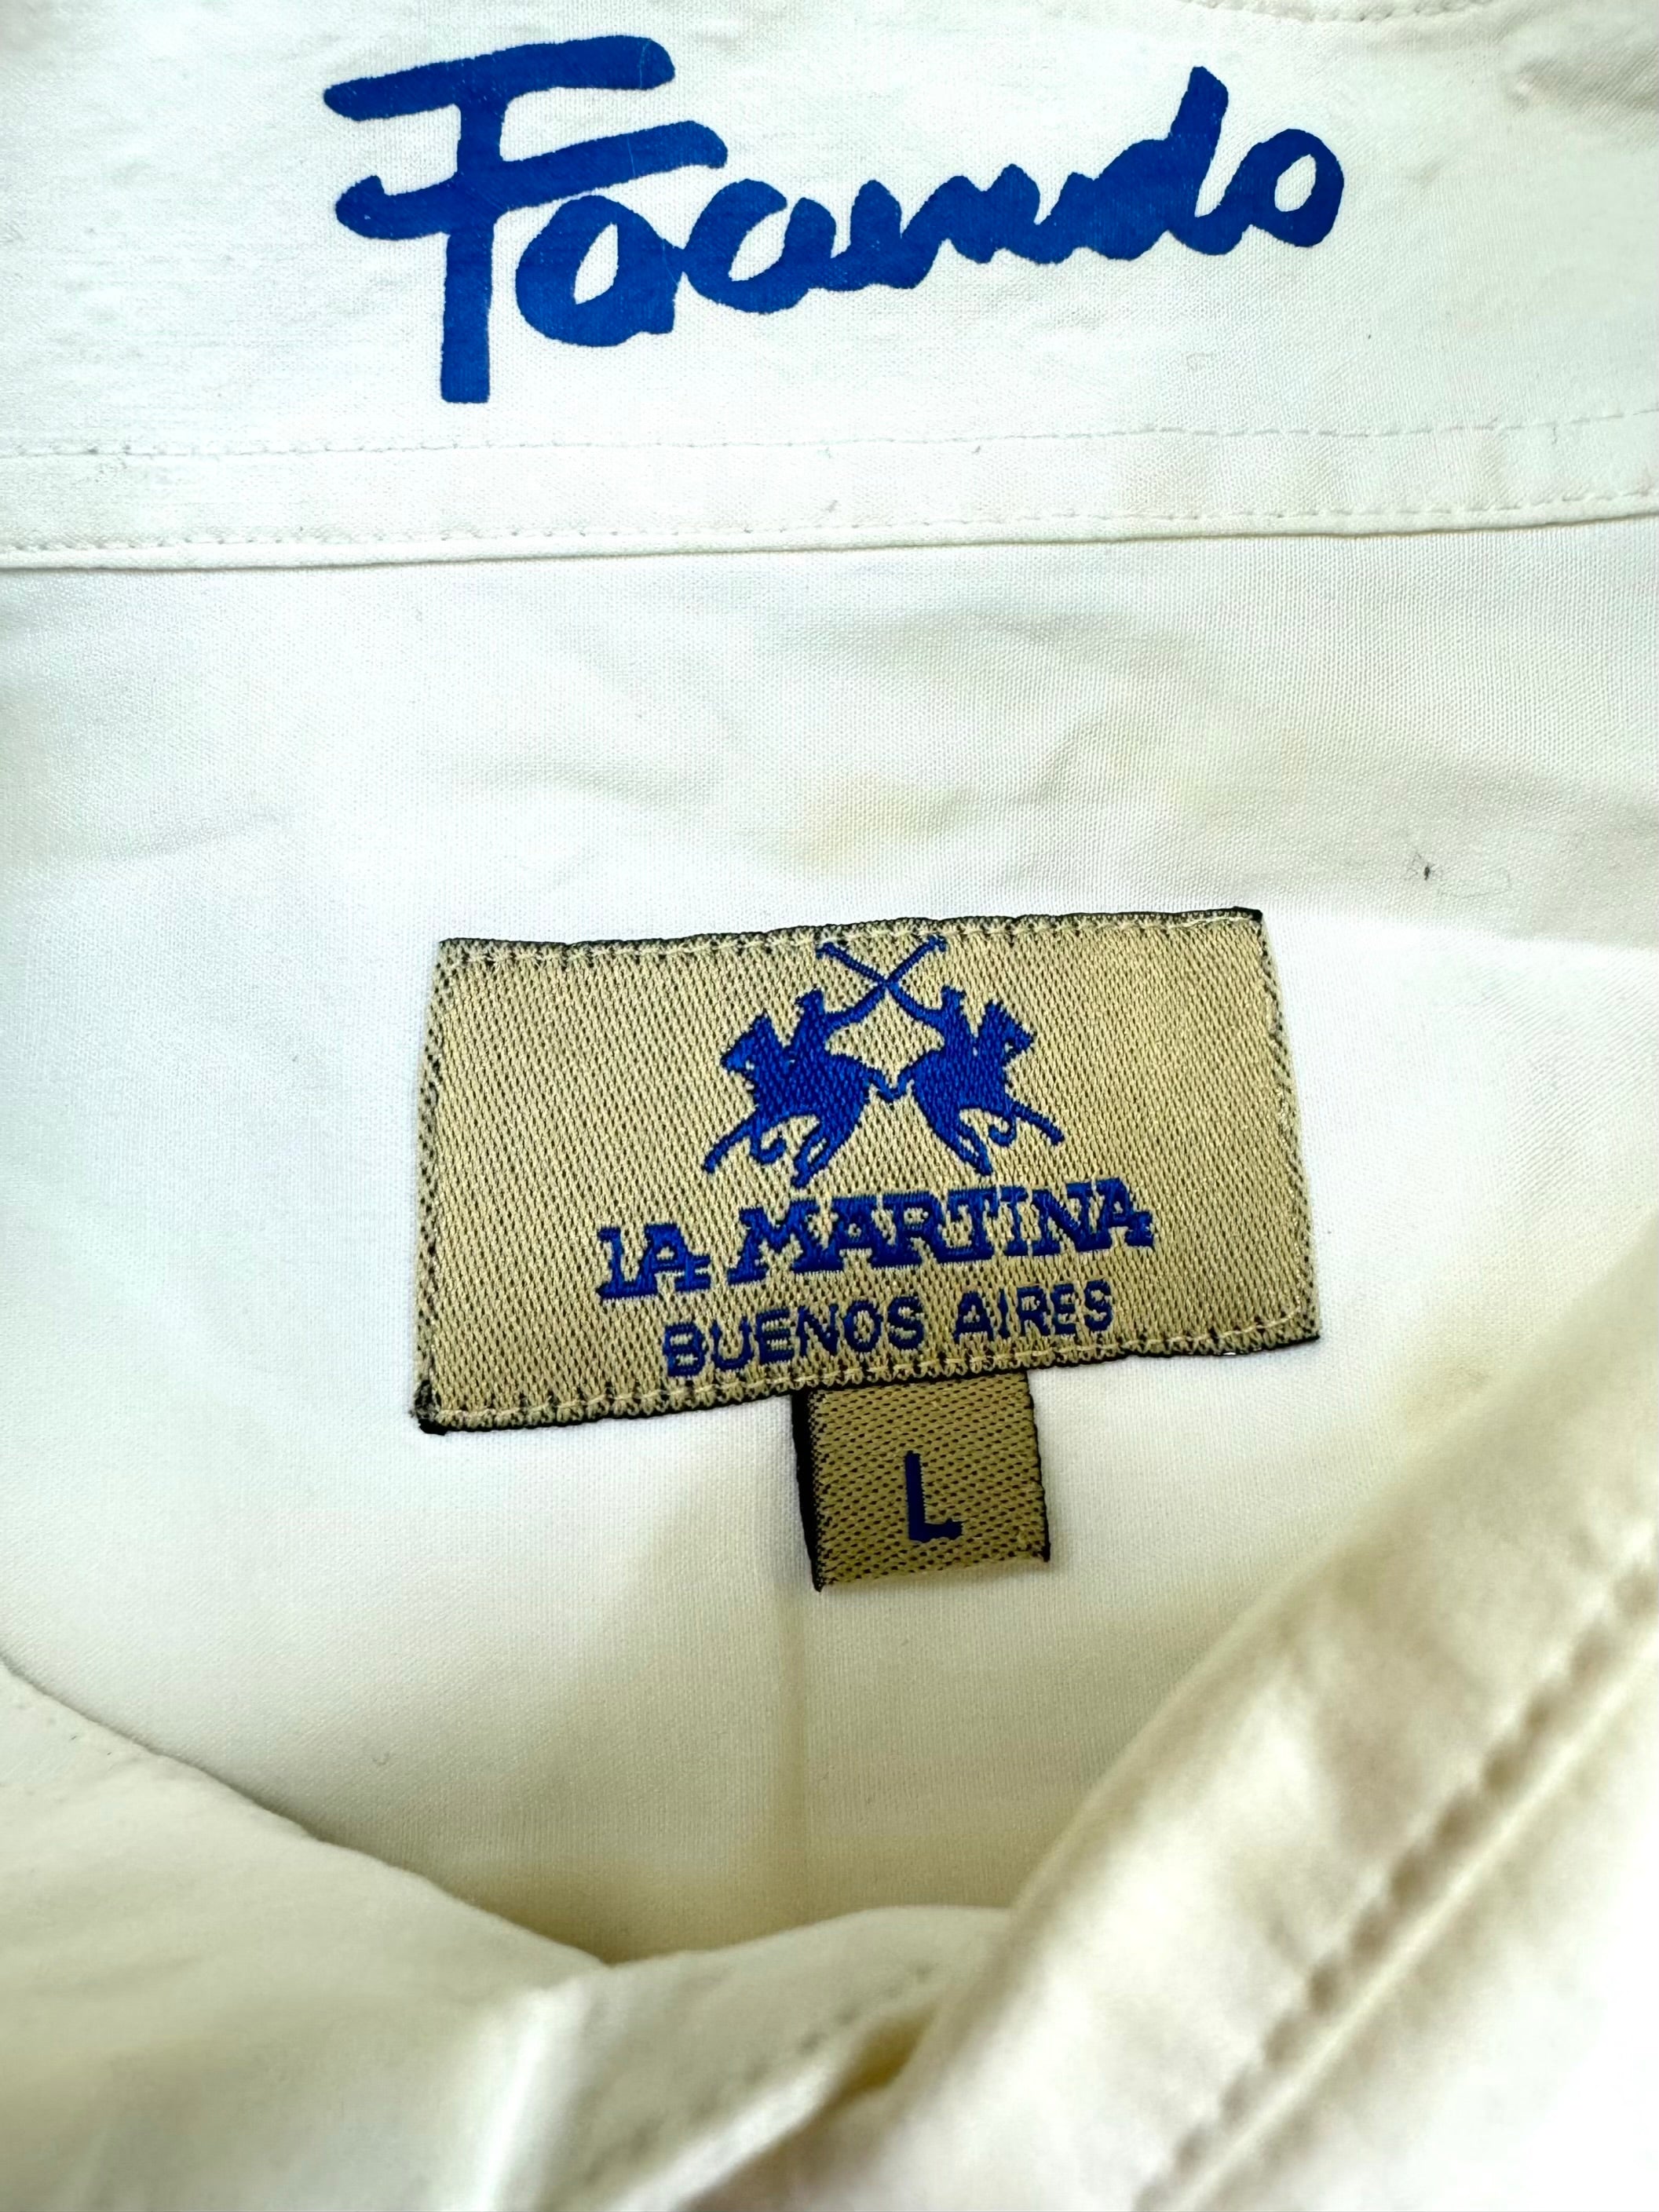 Facundo
LA MARTINA
BUENOS AIRES
L